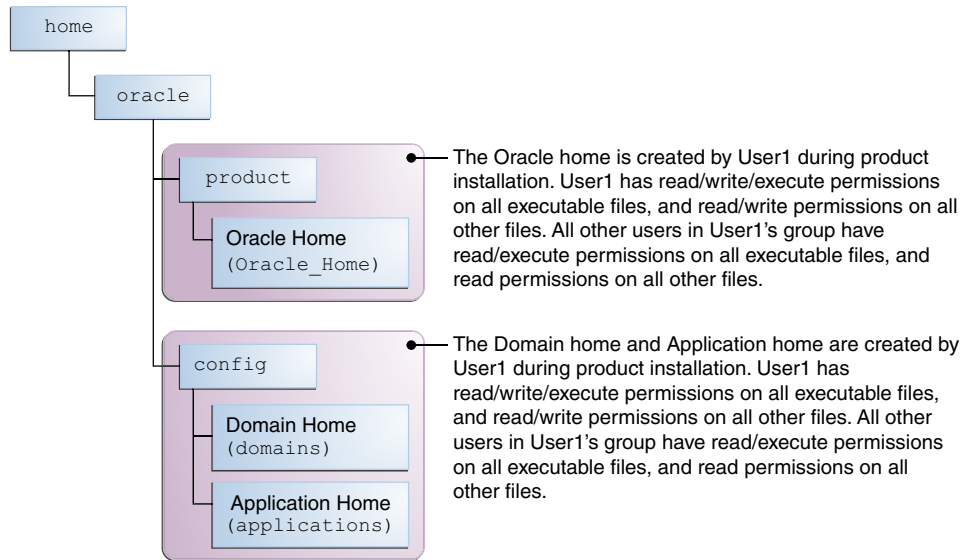 home
oracle
product
Oracle Home
(Oracle_Home)
The Oracle home is created by User1 during product
installation. User1 has read/write/execute permissions
on all executable files, and read/write permissions on all
other files. All other users in User1's group have
read/execute permissions on all executable files, and
read permissions on all other files.
config
Domain Home
(domains)
Application Home
(applications)
The Domain home and Application home are created by
User1 during product installation. User1 has
read/write/execute permissions on all executable files,
and read/write permissions on all other files. All other
users in User1's group have read/execute permissions
on all executable files, and read permissions on all
other files.